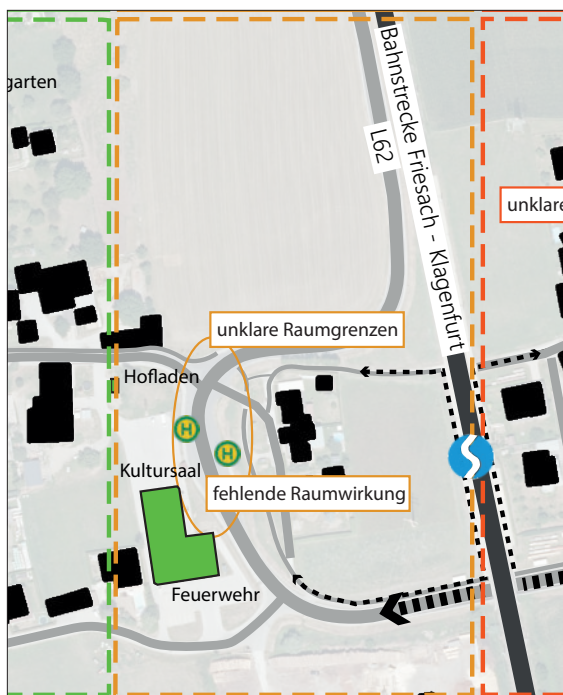 garten
Bahnstrecke Friesach - Klagenfurt
L62
unklare
unklare Raumgrenzen
Hofladen
H
H
Kultursaal
fehlende Raumwirkung
Feuerwehr